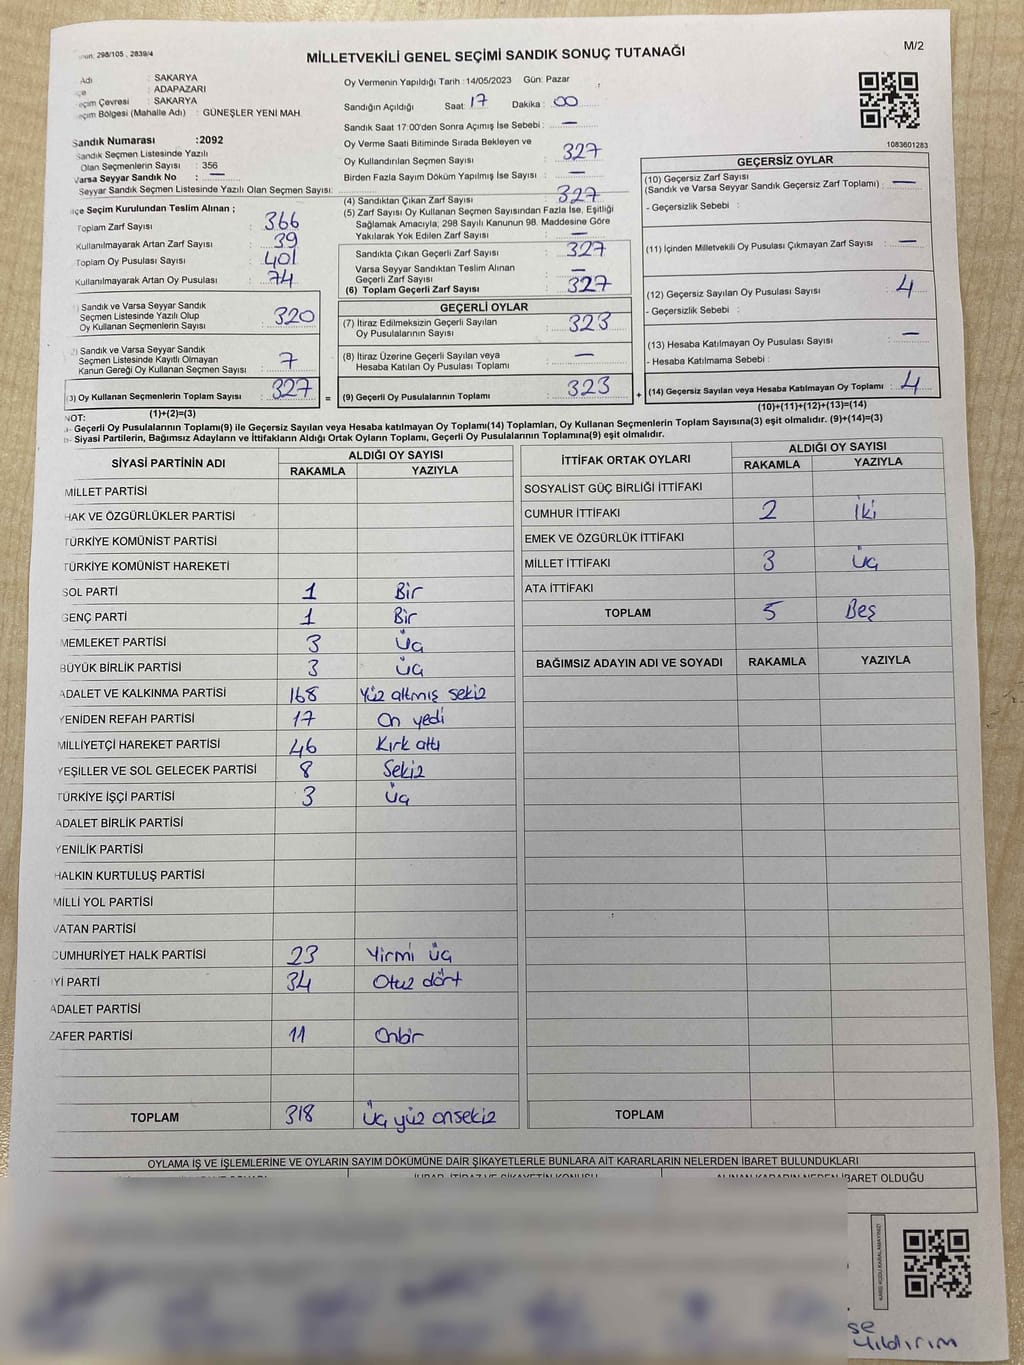 298/105 , 2839/4
MİLLETVEKİLİ GENEL SEÇİMİ SANDIK SONUÇ TUTANAĞI
M/2
Adı : SAKARYA
: ADAPAZARI
Seçim Çevresi : SAKARYA
Seçim Bölgesi (Mahalle Adı) : GÜNEŞLER YENİ MAH.
Oy Vermenin Yapıldığı Tarih : 14/05/2023 Gün: Pazar
Sandığın Açıldığı Saat: 17 Dakika : 00
Sandık Saat 17:00'den Sonra Açımış İse Sebebi : —
Sandık Numarası :2092
Sandık Seçmen Listesinde Yazılı
Olan Seçmenlerin Sayısı : 356
Varsa Seyyar Sandık No : —
Seyyar Sandık Seçmen Listesinde Yazılı Olan Seçmen Sayısı:
Oy Verme Saati Bitiminde Sırada Bekleyen ve
Oy Kullandırılan Seçmen Sayısı : 327
Birden Fazla Sayım Döküm Yapılmış İse Sayısı : —
1083601283
İlçe Seçim Kurulundan Teslim Alınan ;
Toplam Zarf Sayısı : 366
Kullanılmayarak Artan Zarf Sayısı : 39
Toplam Oy Pusulası Sayısı : 401
Kullanılmayarak Artan Oy Pusulası : 74
(4) Sandıktan Çıkan Zarf Sayısı : 327
(5) Zarf Sayısı Oy Kullanan Seçmen Sayısından Fazla İse, Eşitliği
Sağlamak Amacıyla, 298 Sayılı Kanunun 98. Maddesine Göre
Yakılarak Yok Edilen Zarf Sayısı : —
Sandıkta Çıkan Geçerli Zarf Sayısı : 327
Varsa Seyyar Sandıktan Teslim Alınan
Geçerli Zarf Sayısı : —
(6) Toplam Geçerli Zarf Sayısı : 327
GEÇERSİZ OYLAR
(10) Geçersiz Zarf Sayısı
(Sandık ve Varsa Seyyar Sandık Geçersiz Zarf Toplamı) : —
- Geçersizlik Sebebi :
(11) İçinden Milletvekili Oy Pusulası Çıkmayan Zarf Sayısı : —
(12) Geçersiz Sayılan Oy Pusulası Sayısı : 4
- Geçersizlik Sebebi :
(13) Hesaba Katılmayan Oy Pusulası Sayısı : —
- Hesaba Katılmama Sebebi :
(14) Geçersiz Sayılan veya Hesaba Katılmayan Oy Toplamı : 4
(10)+(11)+(12)+(13)=(14)
) Sandık ve Varsa Seyyar Sandık
Seçmen Listesinde Yazılı Olup
Oy Kullanan Seçmenlerin Sayısı : 320
2) Sandık ve Varsa Seyyar Sandık
Seçmen Listesinde Kayıtlı Olmayan
Kanun Gereği Oy Kullanan Seçmen Sayısı : 7
(3) Oy Kullanan Seçmenlerin Toplam Sayısı : 327 =
(1)+(2)=(3)
GEÇERLİ OYLAR
(7) İtiraz Edilmeksizin Geçerli Sayılan
Oy Pusulalarının Sayısı : 323
(8) İtiraz Üzerine Geçerli Sayılan veya
Hesaba Katılan Oy Pusulası Toplamı : —
(9) Geçerli Oy Pusulalarının Toplamı : 323 +
NOT:
a- Geçerli Oy Pusulalarının Toplamı(9) ile Geçersiz Sayılan veya Hesaba katılmayan Oy Toplamı(14) Toplamları, Oy Kullanan Seçmenlerin Toplam Sayısına(3) eşit olmalıdır. (9)+(14)=(3)
b- Siyasi Partilerin, Bağımsız Adayların ve İttifakların Aldığı Ortak Oyların Toplamı, Geçerli Oy Pusulalarının Toplamına(9) eşit olmalıdır.
SİYASİ PARTİNİN ADI ALDIĞI OY SAYISI
RAKAMLA YAZIYLA
MİLLET PARTİSİ
HAK VE ÖZGÜRLÜKLER PARTİSİ
TÜRKİYE KOMÜNİST PARTİSİ
TÜRKİYE KOMÜNİST HAREKETİ
SOL PARTİ 1 Bir
GENÇ PARTİ 1 Bir
MEMLEKET PARTİSİ 3 Üç
BÜYÜK BİRLİK PARTİSİ 3 Üç
ADALET VE KALKINMA PARTİSİ 168 Yüz altmış sekiz
YENİDEN REFAH PARTİSİ 17 On yedi
MİLLİYETÇİ HAREKET PARTİSİ 46 Kırk altı
YEŞİLLER VE SOL GELECEK PARTİSİ 8 Sekiz
TÜRKİYE İŞÇİ PARTİSİ 3 Üç
ADALET BİRLİK PARTİSİ
YENİLİK PARTİSİ
HALKIN KURTULUŞ PARTİSİ
MİLLİ YOL PARTİSİ
VATAN PARTİSİ
CUMHURİYET HALK PARTİSİ 23 Yirmi üç
İYİ PARTİ 34 Otuz dört
ADALET PARTİSİ
ZAFER PARTİSİ 11 Onbir
TOPLAM 318 Üç yüz onsekiz
İTTİFAK ORTAK OYLARI ALDIĞI OY SAYISI
RAKAMLA YAZIYLA
SOSYALİST GÜÇ BİRLİĞİ İTTİFAKI
CUMHUR İTTİFAKI 2 İki
EMEK VE ÖZGÜRLÜK İTTİFAKI
MİLLET İTTİFAKI 3 Üç
ATA İTTİFAKI
TOPLAM 5 Beş
BAĞIMSIZ ADAYIN ADI VE SOYADI RAKAMLA YAZIYLA
TOPLAM
OYLAMA İŞ VE İŞLEMLERİNE VE OYLARIN SAYIM DÖKÜMÜNE DAİR ŞİKAYETLERLE BUNLARA AİT KARARLARIN NELERDEN İBARET BULUNDUKLARI
ALINAN KARARIN NEDEN İBARET OLDUĞU
KARE KODU KARALAMAYINIZ!
se
Yıldırım